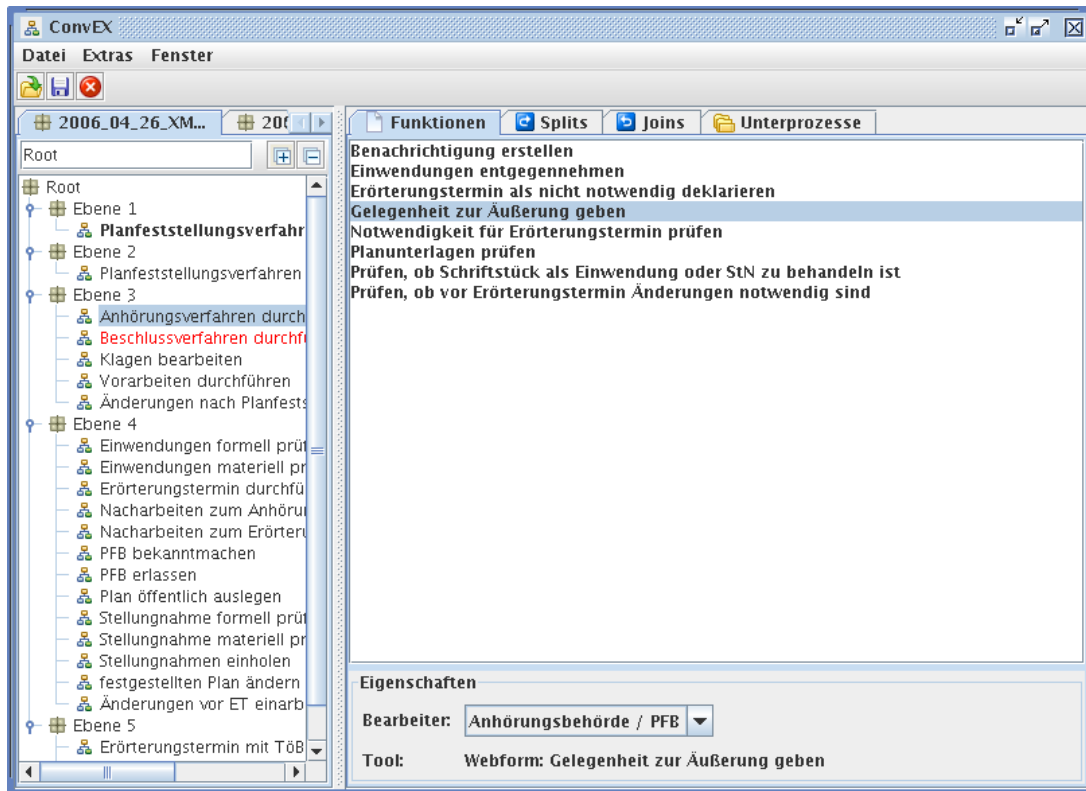 ConvEX
Datei Extras Fenster
2006_04_26_XM... 200
Root
Root
Ebene 1
Planfeststellungsverfahr
Ebene 2
Planfeststellungsverfahren
Ebene 3
Anhörungsverfahren durch
Beschlussverfahren durchfü
Klagen bearbeiten
Vorarbeiten durchführen
Änderungen nach Planfests
Ebene 4
Einwendungen formell prüf
Einwendungen materiell pr
Erörterungstermin durchfü
Nacharbeiten zum Anhörun
Nacharbeiten zum Erörteru
PFB bekanntmachen
PFB erlassen
Plan öffentlich auslegen
Stellungnahme formell prüf
Stellungnahme materiell pr
Stellungnahmen einholen
festgestellten Plan ändern
Änderungen vor ET einarb
Ebene 5
Erörterungstermin mit TöB
Funktionen Splits Joins Unterprozesse
Benachrichtigung erstellen
Einwendungen entgegennehmen
Erörterungstermin als nicht notwendig deklarieren
Gelegenheit zur Äußerung geben
Notwendigkeit für Erörterungstermin prüfen
Planunterlagen prüfen
Prüfen, ob Schriftstück als Einwendung oder StN zu behandeln ist
Prüfen, ob vor Erörterungstermin Änderungen notwendig sind
Eigenschaften
Bearbeiter: Anhörungsbehörde / PFB
Tool: Webform: Gelegenheit zur Äußerung geben